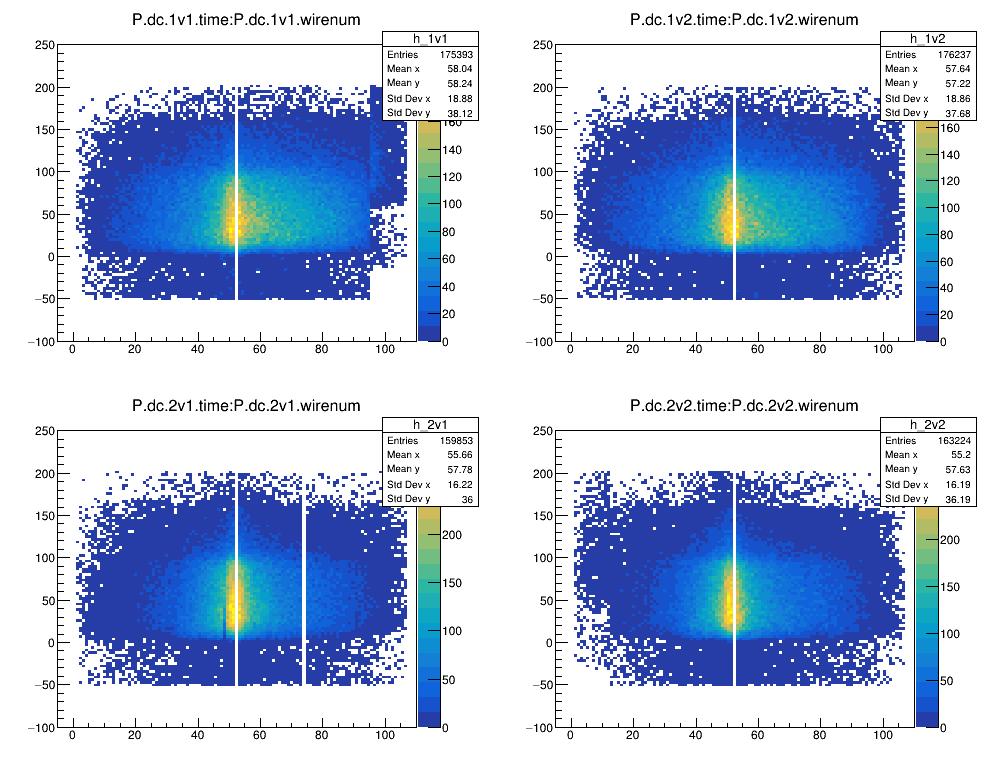 P.dc.1v1.time:P.dc.1v1.wirenum
h_1v1
Entries 175393
Mean x 58.04
Mean y 58.24
Std Dev x 18.88
Std Dev y 38.12
250
200
150
100
50
0
−50
−100
0 20 40 60 80 100
160
140
120
100
80
60
40
20
0
P.dc.1v2.time:P.dc.1v2.wirenum
h_1v2
Entries 176237
Mean x 57.64
Mean y 57.22
Std Dev x 18.86
Std Dev y 37.68
250
200
150
100
50
0
−50
−100
0 20 40 60 80 100
160
140
120
100
80
60
40
20
0
P.dc.2v1.time:P.dc.2v1.wirenum
h_2v1
Entries 159853
Mean x 55.66
Mean y 57.78
Std Dev x 16.22
Std Dev y 36
250
200
150
100
50
0
−50
−100
0 20 40 60 80 100
200
150
100
50
0
P.dc.2v2.time:P.dc.2v2.wirenum
h_2v2
Entries 163224
Mean x 55.2
Mean y 57.63
Std Dev x 16.19
Std Dev y 36.19
250
200
150
100
50
0
−50
−100
0 20 40 60 80 100
200
150
100
50
0